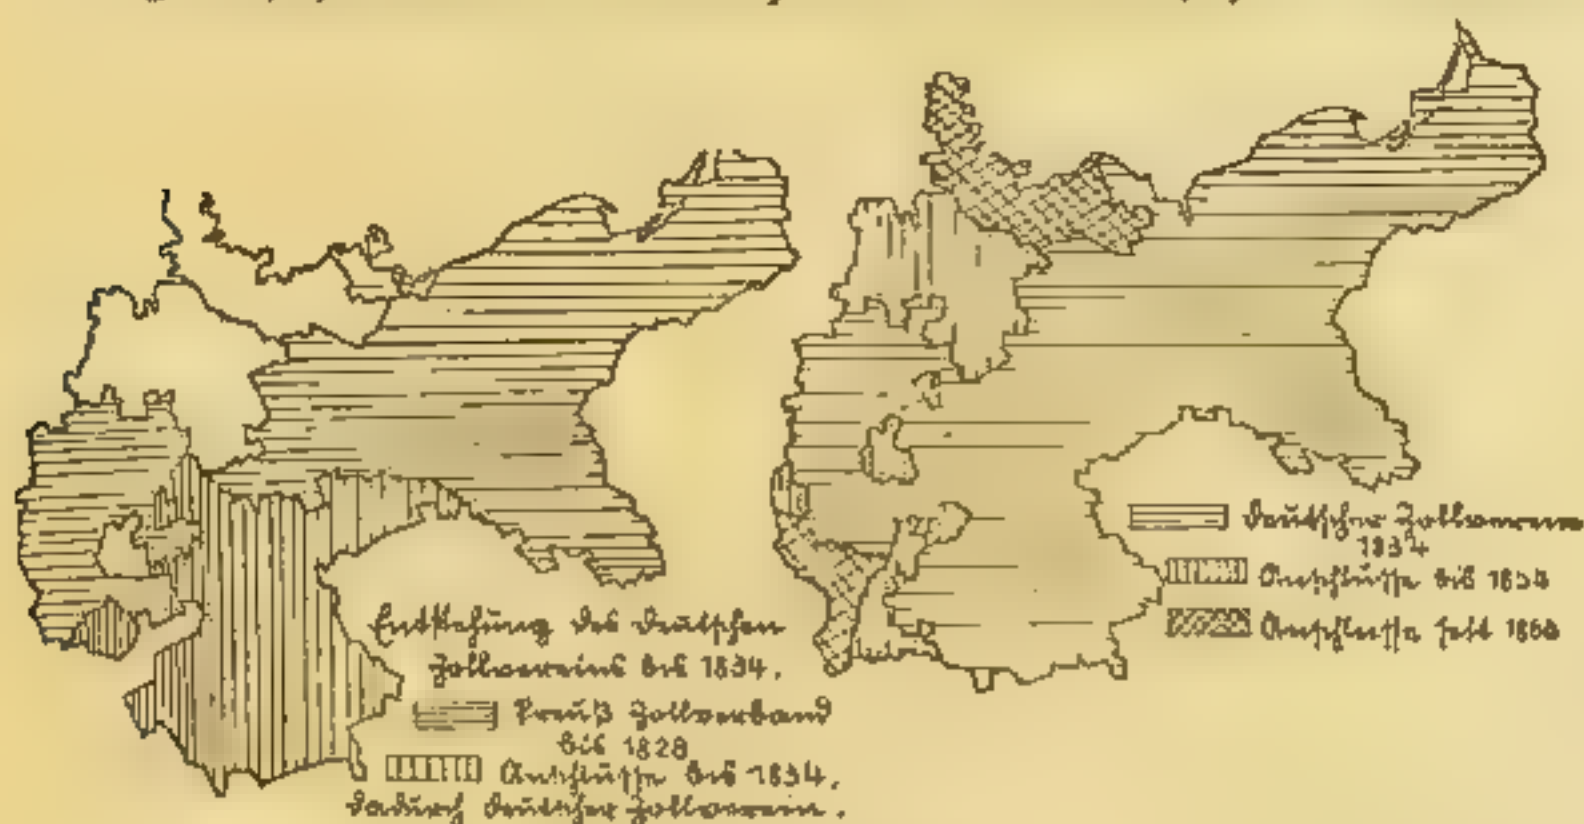 Entstehung des Deutschen
Zollvereins bis 1834.
Preuß Zollverband
bis 1828
Anschlüsse bis 1834,
dadurch deutscher Zollverein.
Deutscher Zollverein
1834
Anschlüsse bis 1854
Anschlüsse seit